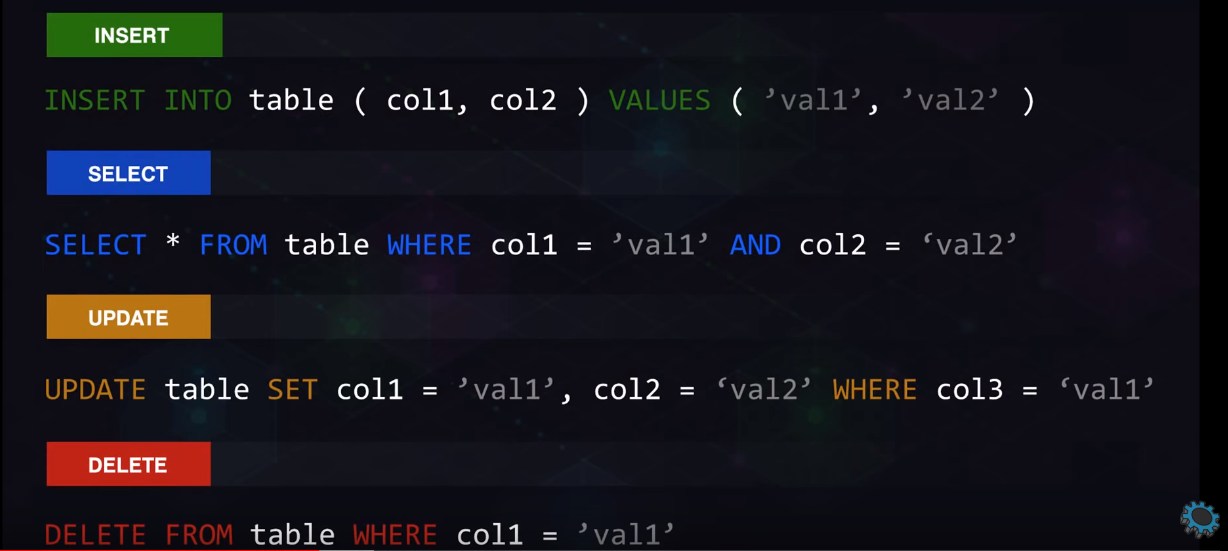 INSERT
INSERT INTO table ( col1, col2 ) VALUES ( ’val1’, ’val2’ )
SELECT
SELECT * FROM table WHERE col1 = ’val1’ AND col2 = ‘val2’
UPDATE
UPDATE table SET col1 = ’val1’, col2 = ‘val2’ WHERE col3 = ‘val1’
DELETE
DELETE FROM table WHERE col1 = ’val1’